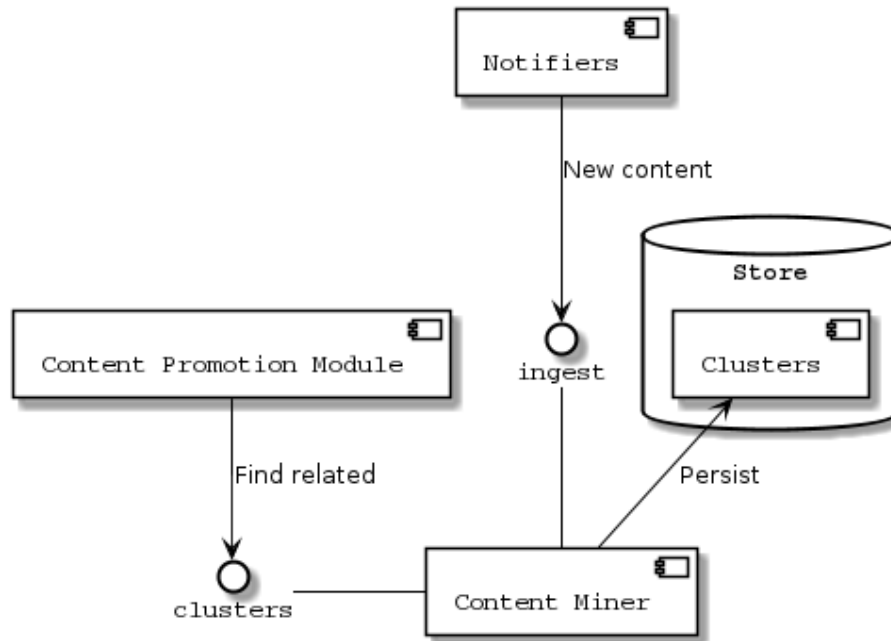 Notifiers
New content
Store
Content Promotion Module
ingest
Clusters
Find related
Persist
clusters
Content Miner